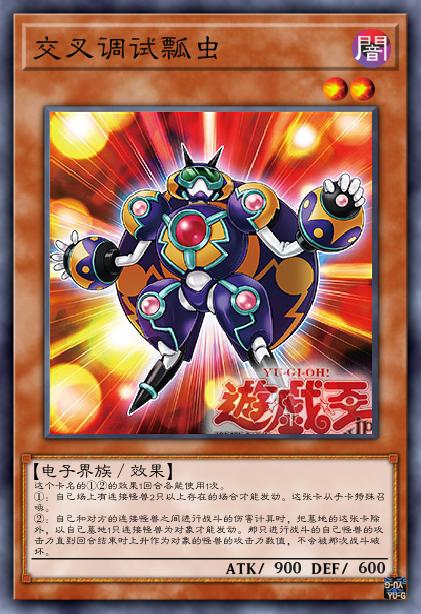 交叉调试瓢虫
闇
YU-GI-OH!
遊戯王
.jp
【电子界族／效果】
这个卡名的①②的效果1回合各能使用1次。
①：自己场上有连接怪兽2只以上存在的场合才能发动。这张卡从手卡特殊召
唤。
②：自己和对方的连接怪兽之间进行战斗的伤害计算时，把墓地的这张卡除
外，以自己墓地1只连接怪兽为对象才能发动。那只进行战斗的自己怪兽的攻
击力直到回合结束时上升作为对象的怪兽的攻击力数值，不会被那次战斗破
坏。
ATK/ 900 DEF/ 600